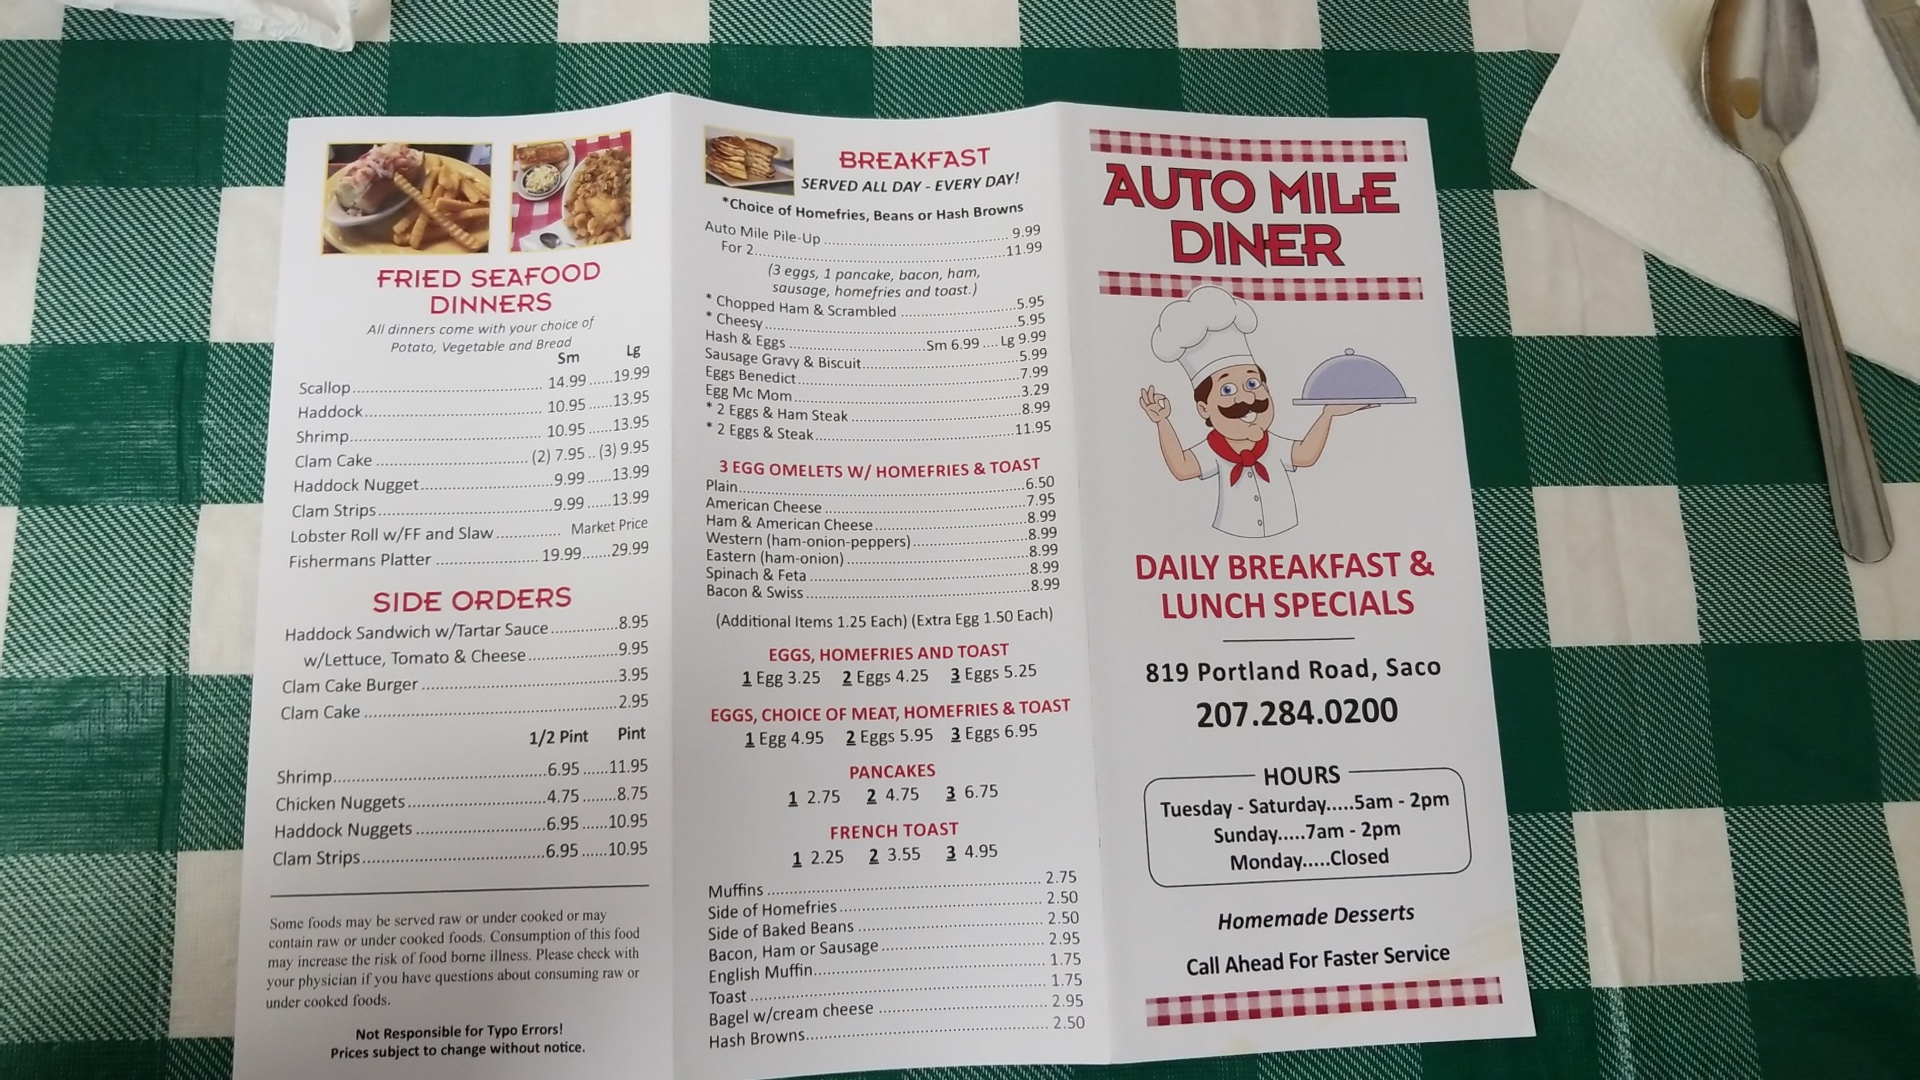 FRIED SEAFOOD
DINNERS
All dinners come with your choice of
Potato, Vegetable and Bread
Sm Lg
Scallop.......... 14.99 ......19.99
Haddock.......... 10.95 ......13.95
Shrimp.......... 10.95 ......13.95
Clam Cake .......... (2) 7.95 .. (3) 9.95
Haddock Nugget.......... 9.99 ......13.99
Clam Strips.......... 9.99 ......13.99
Lobster Roll w/FF and Slaw .......... Market Price
Fishermans Platter .......... 19.99.......29.99
SIDE ORDERS
Haddock Sandwich w/Tartar Sauce ..........8.95
w/Lettuce, Tomato & Cheese ..........9.95
Clam Cake Burger ..........3.95
Clam Cake ..........2.95
1/2 Pint Pint
Shrimp..........6.95 ......11.95
Chicken Nuggets..........4.75 ........8.75
Haddock Nuggets ..........6.95 ......10.95
Clam Strips..........6.95 ......10.95
Some foods may be served raw or under cooked or may
contain raw or under cooked foods. Consumption of this food
may increase the risk of food borne illness. Please check with
your physician if you have questions about consuming raw or
under cooked foods.
Not Responsible for Typo Errors!
Prices subject to change without notice.
BREAKFAST
SERVED ALL DAY - EVERY DAY!
*Choice of Homefries, Beans or Hash Browns
Auto Mile Pile-Up .......... 9.99
For 2..........11.99
(3 eggs, 1 pancake, bacon, ham,
sausage, homefries and toast.)
* Chopped Ham & Scrambled ..........5.95
* Cheesy..........5.95
Hash & Eggs ..........Sm 6.99 .... Lg 9.99
Sausage Gravy & Biscuit..........5.99
Eggs Benedict..........7.99
Egg Mc Mom..........3.29
* 2 Eggs & Ham Steak ..........8.99
* 2 Eggs & Steak..........11.95
3 EGG OMELETS W/ HOMEFRIES & TOAST
Plain..........6.50
American Cheese ..........7.95
Ham & American Cheese..........8.99
Western (ham-onion-peppers)..........8.99
Eastern (ham-onion)..........8.99
Spinach & Feta ..........8.99
Bacon & Swiss..........8.99
(Additional Items 1.25 Each) (Extra Egg 1.50 Each)
EGGS, HOMEFRIES AND TOAST
1 Egg 3.25 2 Eggs 4.25 3 Eggs 5.25
EGGS, CHOICE OF MEAT, HOMEFRIES & TOAST
1 Egg 4.95 2 Eggs 5.95 3 Eggs 6.95
PANCAKES
1 2.75 2 4.75 3 6.75
FRENCH TOAST
1 2.25 2 3.55 3 4.95
Muffins .......... 2.75
Side of Homefries.......... 2.50
Side of Baked Beans .......... 2.50
Bacon, Ham or Sausage.......... 2.95
English Muffin.......... 1.75
Toast .......... 1.75
Bagel w/cream cheese .......... 2.95
Hash Browns.......... 2.50
AUTO MILE
DINER
DAILY BREAKFAST &
LUNCH SPECIALS
819 Portland Road, Saco
207.284.0200
HOURS
Tuesday - Saturday.....5am - 2pm
Sunday.....7am - 2pm
Monday.....Closed
Homemade Desserts
Call Ahead For Faster Service